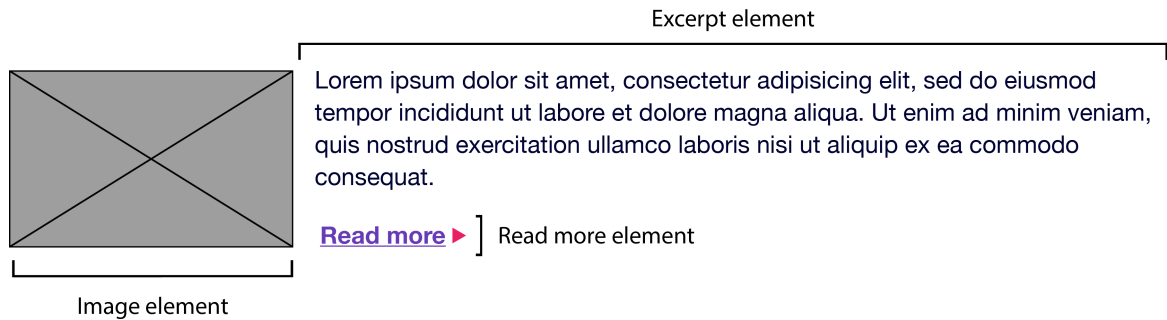 Excerpt element
Lorem ipsum dolor sit amet, consectetur adipisicing elit, sed do eiusmod
tempor incididunt ut labore et dolore magna aliqua. Ut enim ad minim veniam,
quis nostrud exercitation ullamco laboris nisi ut aliquip ex ea commodo
consequat.
Read more Read more element
Image element